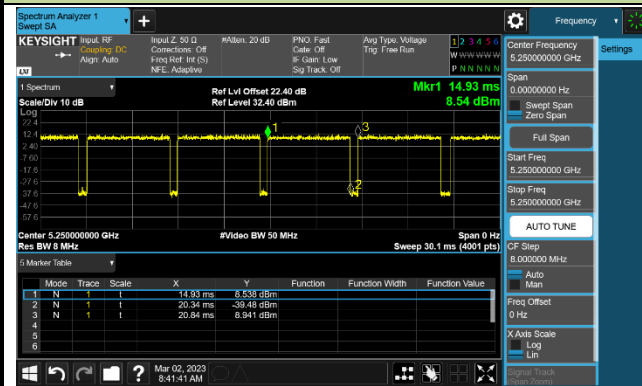 Spectrum Analyzer 1
Swept SA
Frequency
KEYSIGHT
Input: RF
Coupling: DC
Align: Auto
Input Z: 50 Ω
Corrections: Off
Freq Ref: Int (S)
NFE: Adaptive
#Atten: 20 dB
PNO: Fast
Gate: Off
IF Gain: Low
Sig Track: Off
Avg Type: Voltage
Trig: Free Run
1 2 3 4 5 6
W W W W W W
P N N N N N
LXI
1 Spectrum
Scale/Div 10 dB
Ref Lvl Offset 22.40 dB
Ref Level 32.40 dBm
Mkr1 14.93 ms
8.54 dBm
Log
22.4
12.4
2.40
-7.60
-17.6
-27.6
-37.6
-47.6
-57.6
1
3
2
Center 5.250000000 GHz
Res BW 8 MHz
#Video BW 50 MHz
Span 0 Hz
Sweep 30.1 ms (4001 pts)
5 Marker Table
Mode Trace Scale X Y Function Function Width Function Value
1 N 1 t 14.93 ms 8.538 dBm
2 N 1 t 20.34 ms -39.48 dBm
3 N 1 t 20.84 ms 8.941 dBm
4
5
6
Mar 02, 2023
8:41:41 AM
Center Frequency
5.250000000 GHz
Settings
Span
0.00000000 Hz
Swept Span
Zero Span
Full Span
Start Freq
5.250000000 GHz
Stop Freq
5.250000000 GHz
AUTO TUNE
CF Step
8.000000 MHz
Auto
Man
Freq Offset
0 Hz
X Axis Scale
Log
Lin
Signal Track
(Span Zoom)